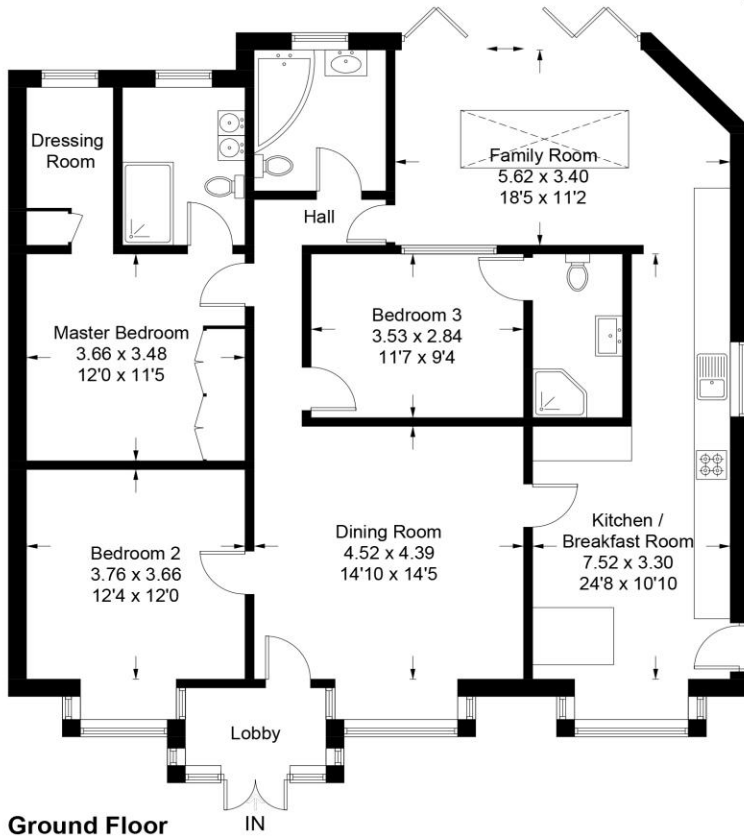 Dressing
Room
Family Room
5.62 x 3.40
18'5 x 11'2
Hall
Master Bedroom
3.66 x 3.48
12'0 x 11'5
Bedroom 3
3.53 x 2.84
11'7 x 9'4
Bedroom 2
3.76 x 3.66
12'4 x 12'0
Dining Room
4.52 x 4.39
14'10 x 14'5
Kitchen /
Breakfast Room
7.52 x 3.30
24'8 x 10'10
Lobby
Ground Floor
IN